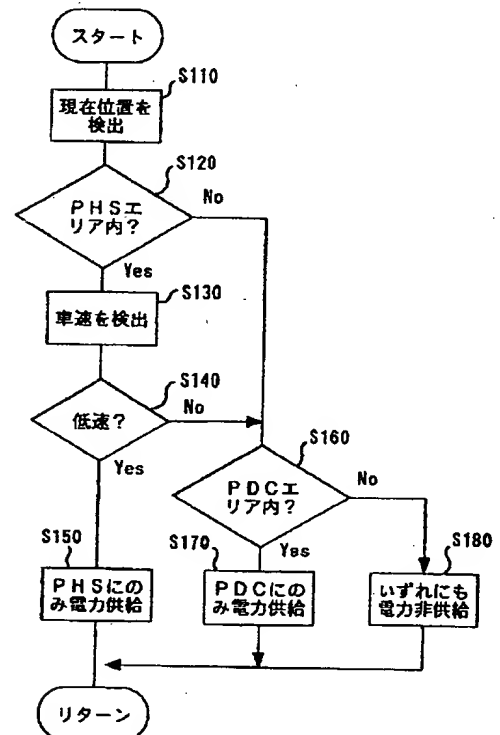 スタート
S110
現在位置を
検出
S120
PHSエ
リア内?
No
Yes
S130
車速を検出
S140
低速?
No
Yes
S160
PDCエ
リア内?
No
Yes
S150
PHSにの
み電力供給
S170
PDCにの
み電力供給
S180
いずれにも
電力非供給
リターン